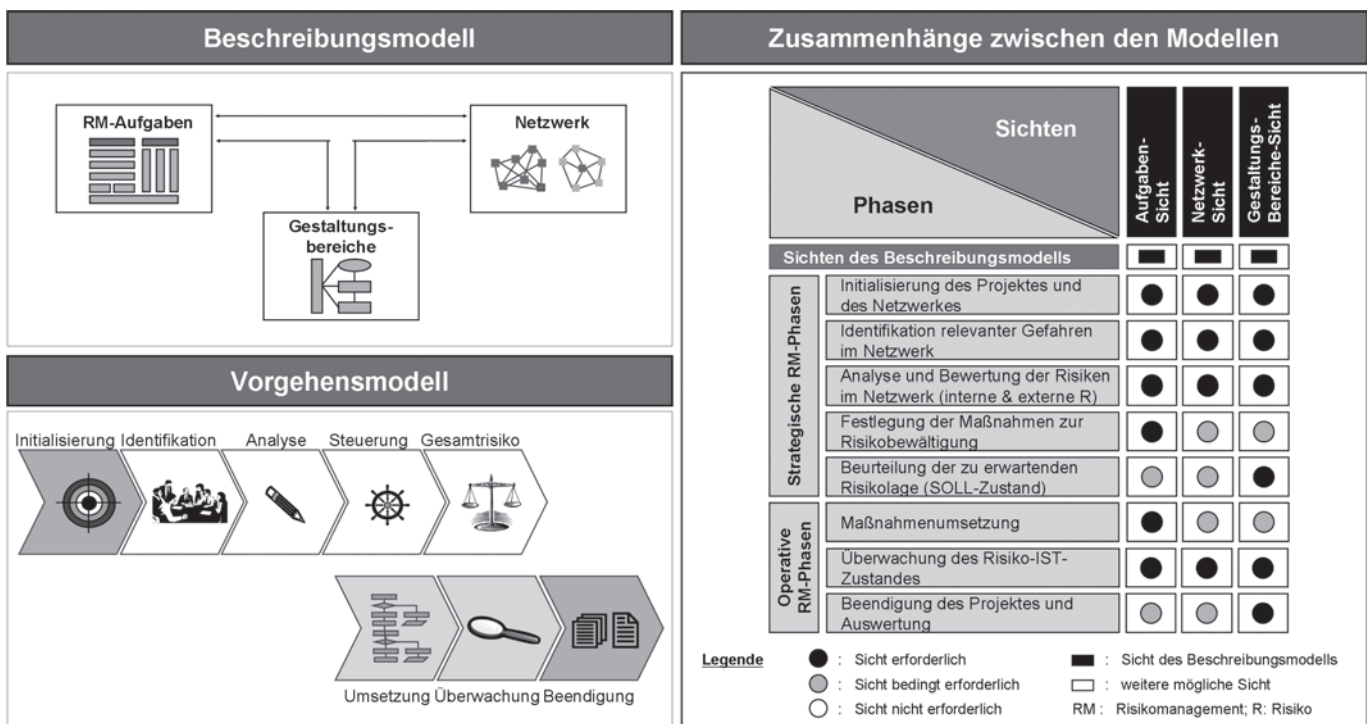 Beschreibungsmodell
RM-Aufgaben
Netzwerk
Gestaltungs-
bereiche
Vorgehensmodell
Initialisierung Identifikation Analyse Steuerung Gesamtrisiko
Umsetzung Überwachung Beendigung
Zusammenhänge zwischen den Modellen
Sichten
Phasen
Aufgaben-
Sicht
Netzwerk-
Sicht
Gestaltungs-
Bereiche-Sicht
Sichten des Beschreibungsmodells
Strategische RM-Phasen
Initialisierung des Projektes und
des Netzwerkes
Identifikation relevanter Gefahren
im Netzwerk
Analyse und Bewertung der Risiken
im Netzwerk (interne & externe R)
Festlegung der Maßnahmen zur
Risikobewältigung
Beurteilung der zu erwartenden
Risikolage (SOLL-Zustand)
Operative
RM-Phasen
Maßnahmenumsetzung
Überwachung des Risiko-IST-
Zustandes
Beendigung des Projektes und
Auswertung
Legende
: Sicht erforderlich
: Sicht bedingt erforderlich
: Sicht nicht erforderlich
: Sicht des Beschreibungsmodells
: weitere mögliche Sicht
RM : Risikomanagement; R: Risiko